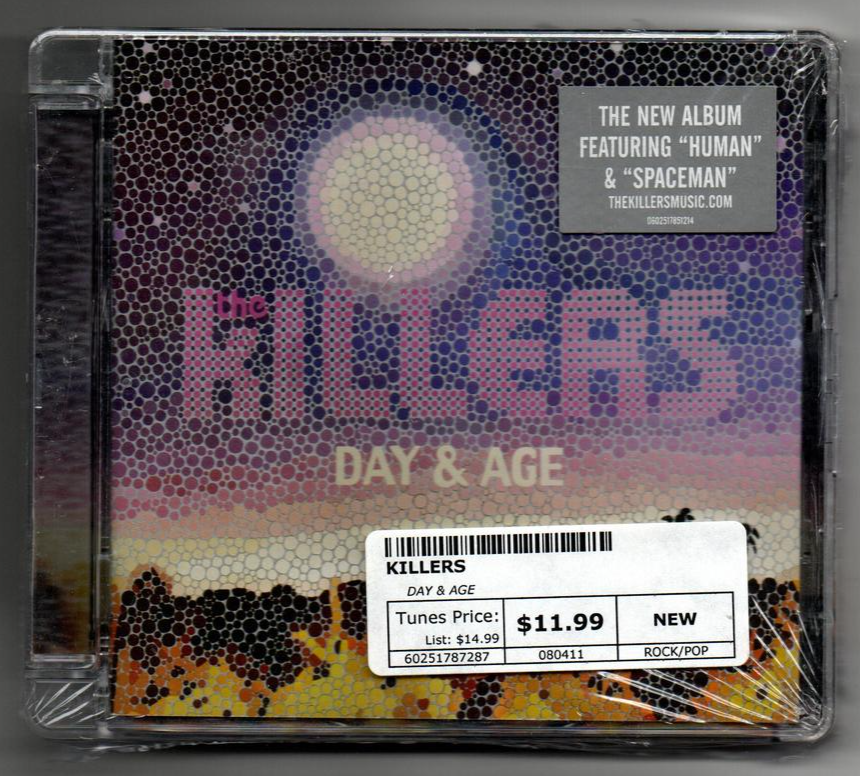 THE NEW ALBUM
FEATURING "HUMAN"
& "SPACEMAN"
THEKILLERSMUSIC.COM
0602517851214
the
KILLERS
DAY & AGE
KILLERS
DAY & AGE
Tunes Price:
List: $14.99
$11.99
NEW
60251787287
080411
ROCK/POP